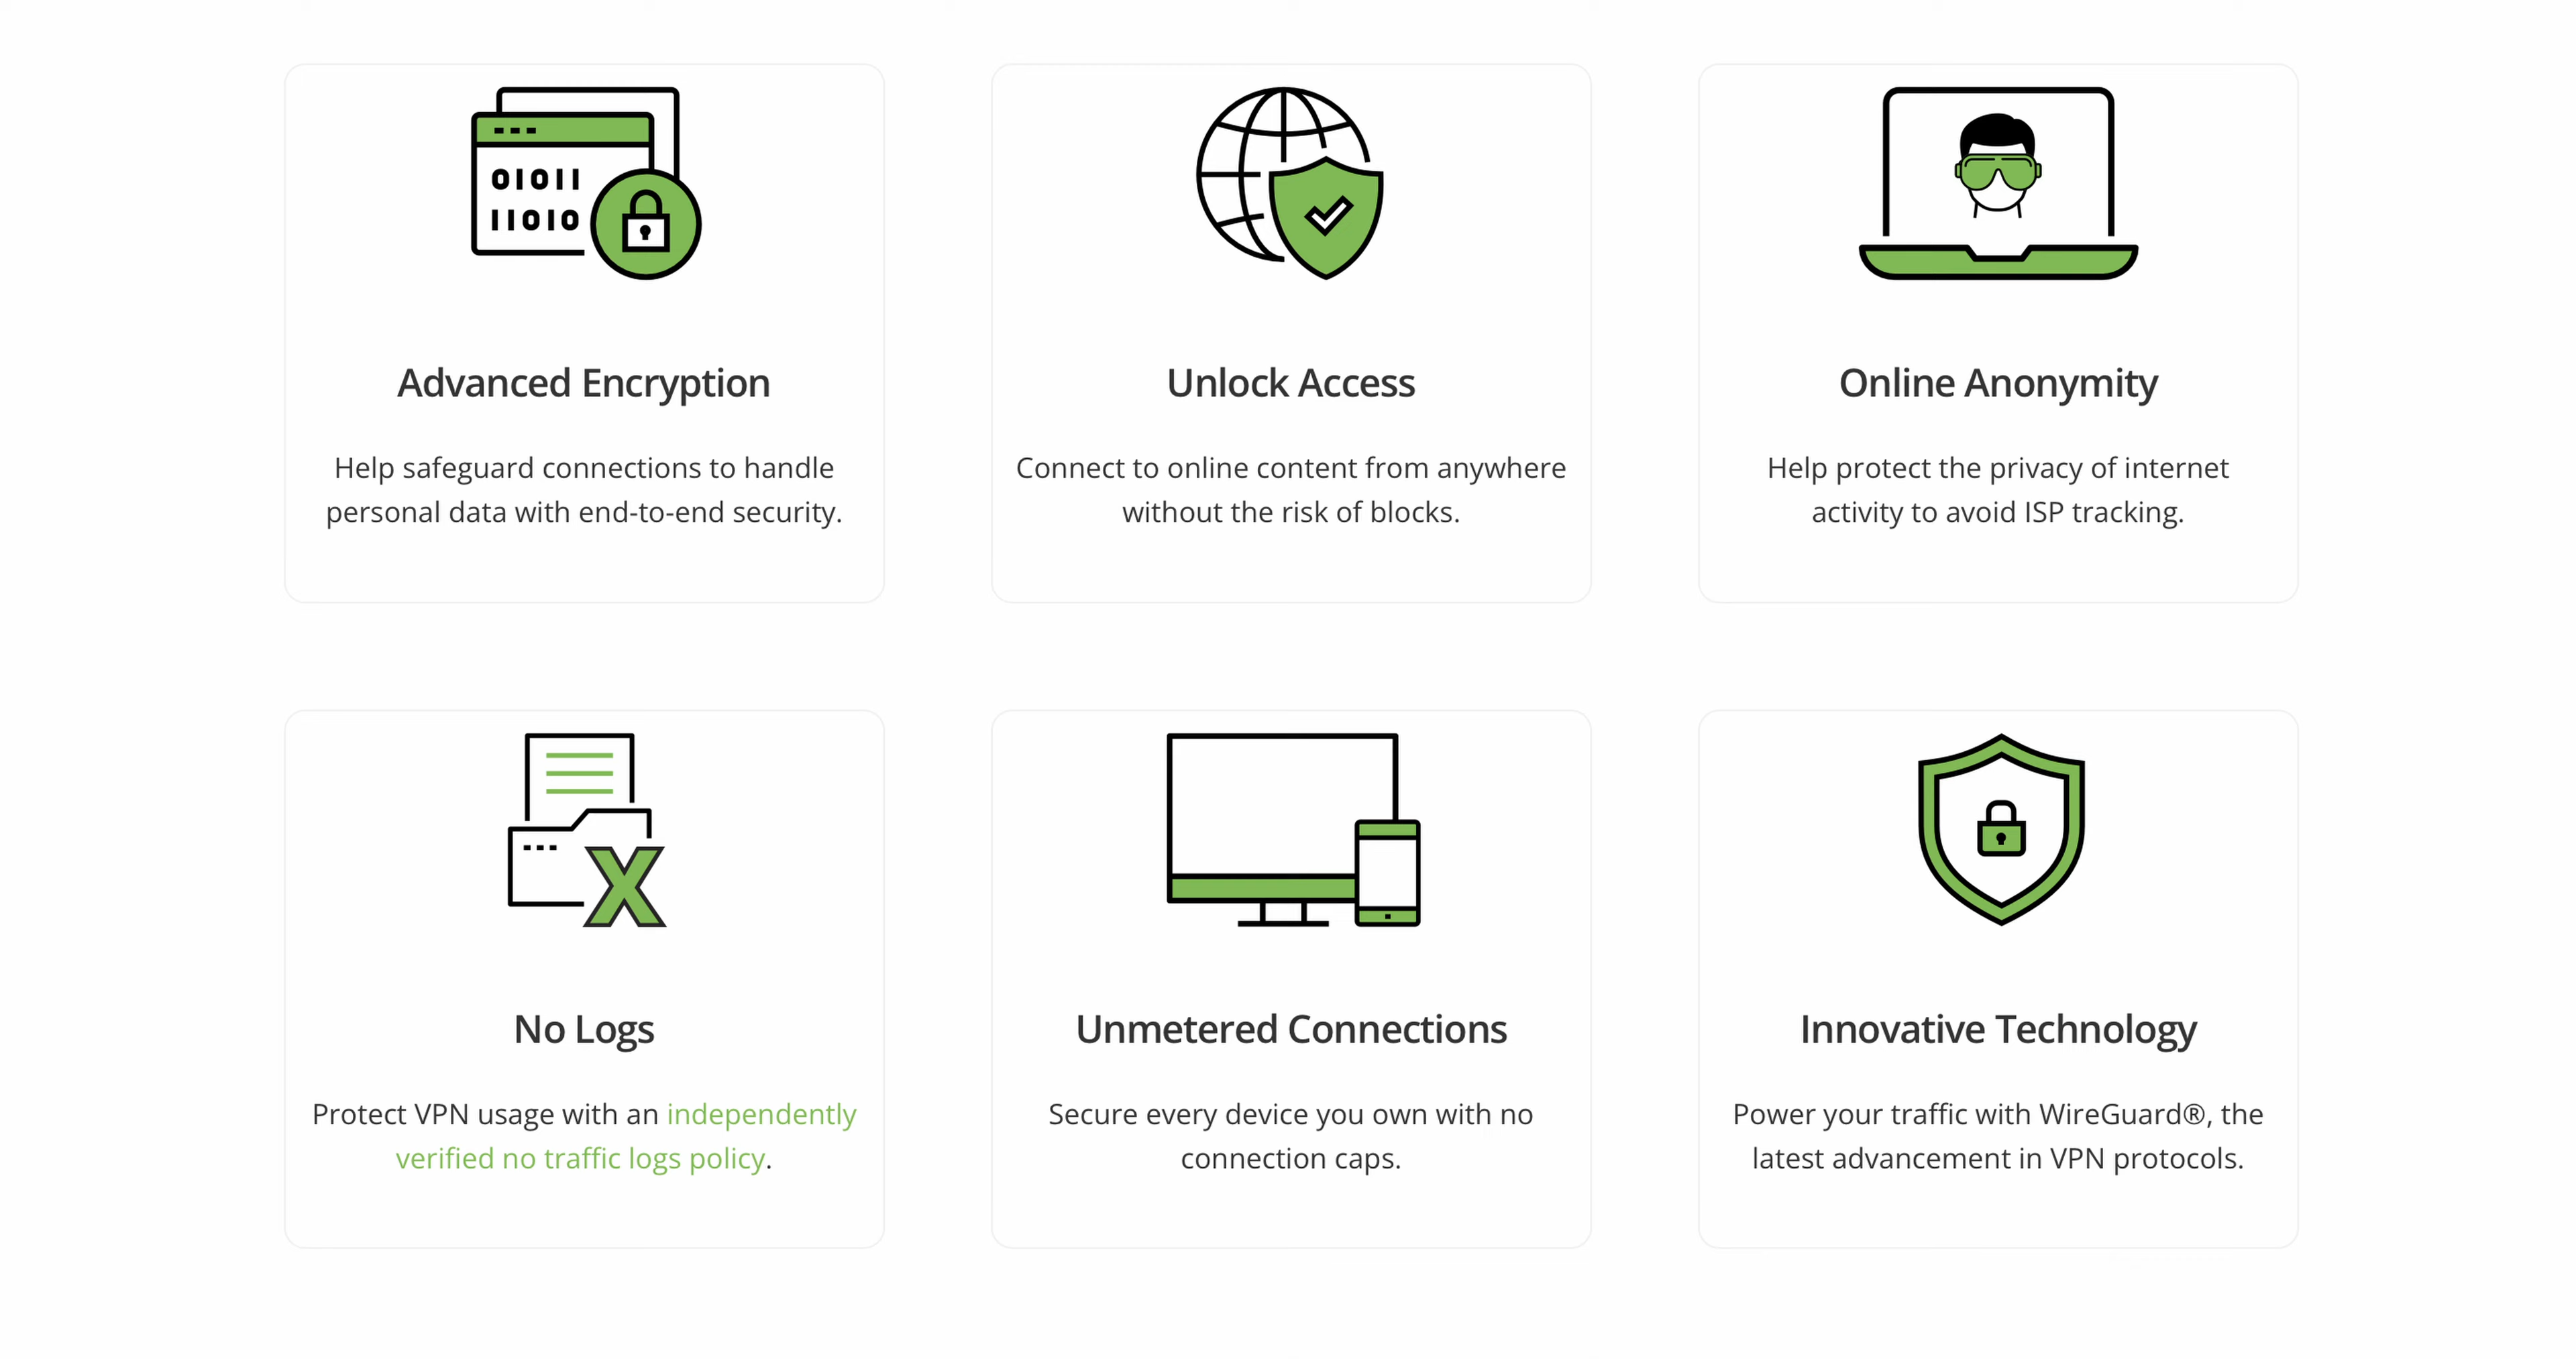 01011
11010
Advanced Encryption
Help safeguard connections to handle
personal data with end-to-end security.
Unlock Access
Connect to online content from anywhere
without the risk of blocks.
Online Anonymity
Help protect the privacy of internet
activity to avoid ISP tracking.
X
No Logs
Protect VPN usage with an independently
verified no traffic logs policy.
Unmetered Connections
Secure every device you own with no
connection caps.
Innovative Technology
Power your traffic with WireGuard®, the
latest advancement in VPN protocols.